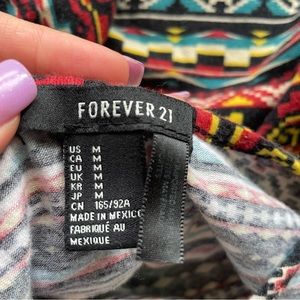 FOREVER 21
US M
CA M
EU M
UK M
KR M
JP M
CN 165/92A
MADE IN MEXICO
FABRIQUÉ AU
MEXIQUE